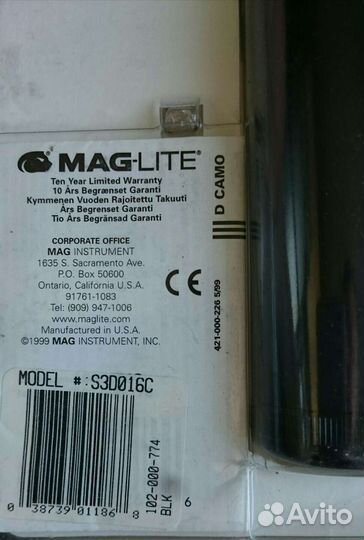 MAG-LITE®
Ten Year Limited Warranty
10 Års Begrænset Garanti
Kymmenen Vuoden Rajoitettu Takuuti
Års Begrenset Garanti
Tio Års Begränsad Garanti
CORPORATE OFFICE
MAG INSTRUMENT
1635 S. Sacramento Ave.
P.O. Box 50600
Ontario, California U.S.A.
91761-1083
Tel: (909) 947-1006
www.maglite.com
Manufactured in U.S.A.
©1999 MAG INSTRUMENT, INC.
CE
D CAMO
421-000-226 5/99
MODEL #: S3D016C
0 38739 01186 8
102-000-774
BLK 6
Avito